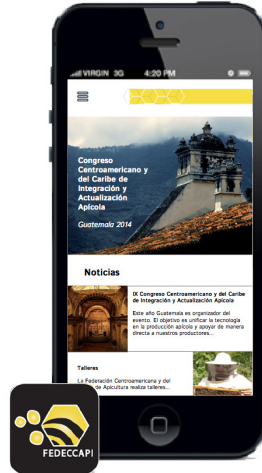 VIRGIN 3G 4:20 PM
Congreso
Centroamericano y
del Caribe de
Integración y
Actualización
Apícola
Guatemala 2014
Noticias
IX Congreso Centroamericano y del Caribe
de Integración y Actualización Apícola
Este año Guatemala es organizador del
evento. El objetivo es unificar la tecnología
en la producción apícola y apoyar de manera
directa a nuestros productores...
Talleres
La Federación Centroamericana y del
de Apicultura realiza talleres...
FEDECCAPI